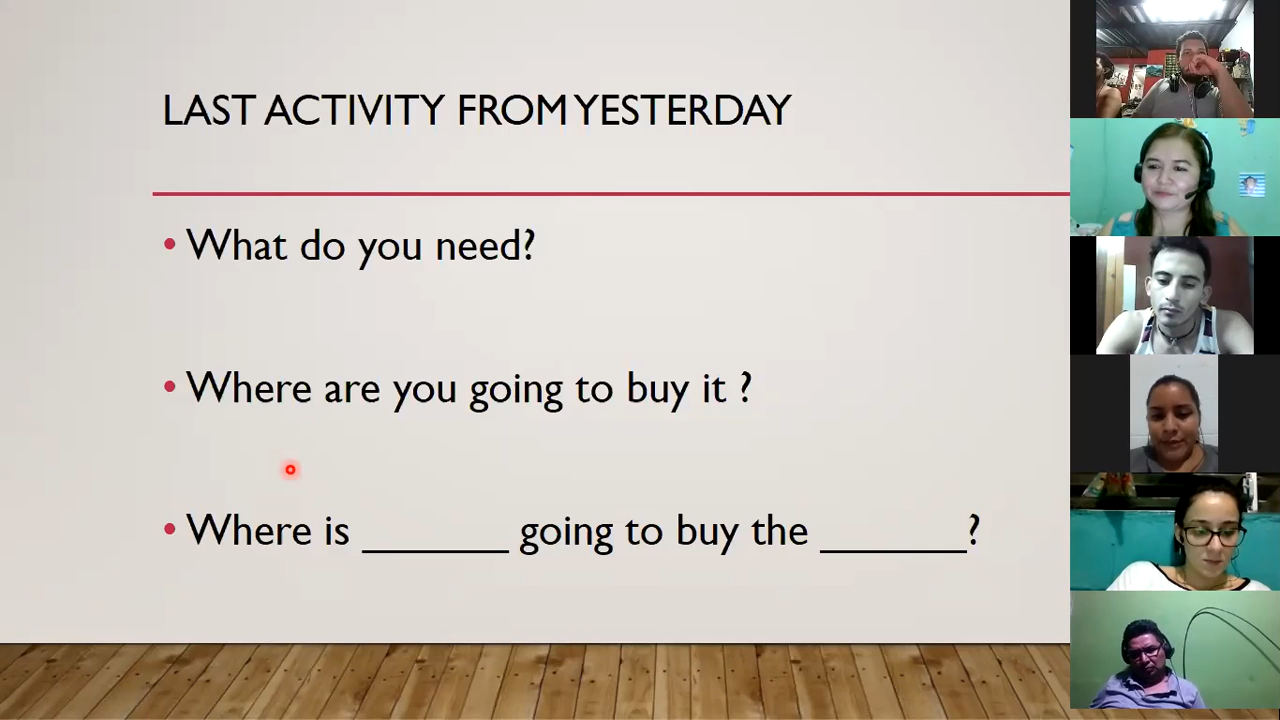 LAST ACTIVITY FROM YESTERDAY
• What do you need?
• Where are you going to buy it ?
• Where is _______ going to buy the _______?